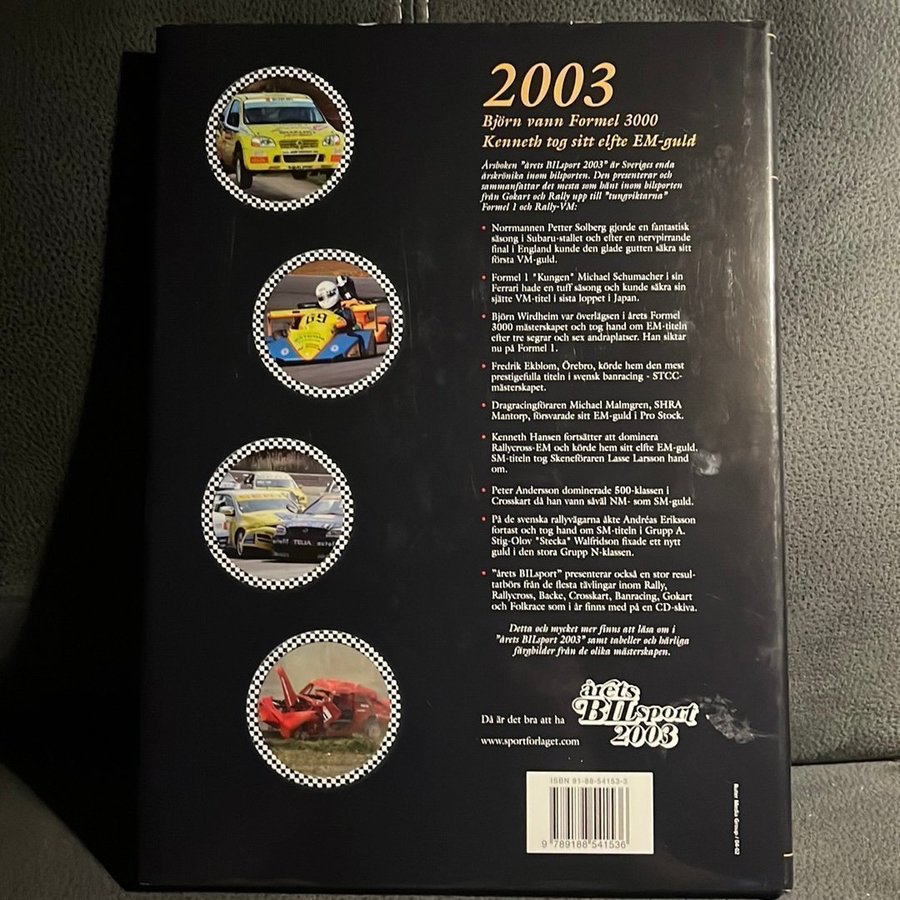 2003
Björn vann Formel 3000
Kenneth tog sitt elfte EM-guld
Årsboken "årets BILsport 2003" är Sveriges enda
årskrönika inom bilsporten. Den presenterar och
sammanfattar det mesta som hänt inom bilsporten
från Gokart och Rally upp till "tungviktarna"
Formel 1 och Rally-VM:
• Norrmannen Petter Solberg gjorde en fantastisk
säsong i Subaru-stallet och efter en nervpirrande
final i England kunde den glade gutten säkra sitt
första VM-guld.
• Formel 1 "Kungen" Michael Schumacher i sin
Ferrari hade en tuff säsong och kunde säkra sin
sjätte VM-titel i sista loppet i Japan.
• Björn Wirdheim var överlägsen i årets Formel
3000 mästerskapet och tog hand om EM-titeln
efter tre segrar och sex andraplatser. Han siktar
nu på Formel 1.
• Fredrik Ekblom, Örebro, körde hem den mest
prestigefulla titeln i svensk banracing - STCC-
mästerskapet.
• Dragracingföraren Michael Malmgren, SHRA
Mantorp, försvarade sitt EM-guld i Pro Stock.
• Kenneth Hansen fortsätter att dominera
Rallycross-EM och körde hem sitt elfte EM-guld.
SM-titeln tog Skeneföraren Lasse Larsson hand
om.
• Peter Andersson dominerade 500-klassen i
Crosskart då han vann såväl NM- som SM-guld.
• På de svenska rallyvägarna åkte Andréas Eriksson
fortast och tog hand om SM-titeln i Grupp A.
Stig-Olov "Stecka" Walfridson fixade ett nytt
guld i den stora Grupp N-klassen.
• "årets BILsport" presenterar också en stor resul-
tatbörs från de flesta tävlingar inom Rally,
Rallycross, Backe, Crosskart, Banracing, Gokart
och Folkrace som i år finns med på en CD-skiva.
Detta och mycket mer finns att läsa om i
"årets BILsport 2003" samt tabeller och härliga
färgbilder från de olika mästerskapen.
Då är det bra att ha
årets
BILsport
2003
www.sportforlaget.com
ISBN 91-88-54153-3
9 789188 541536
69
TELIA